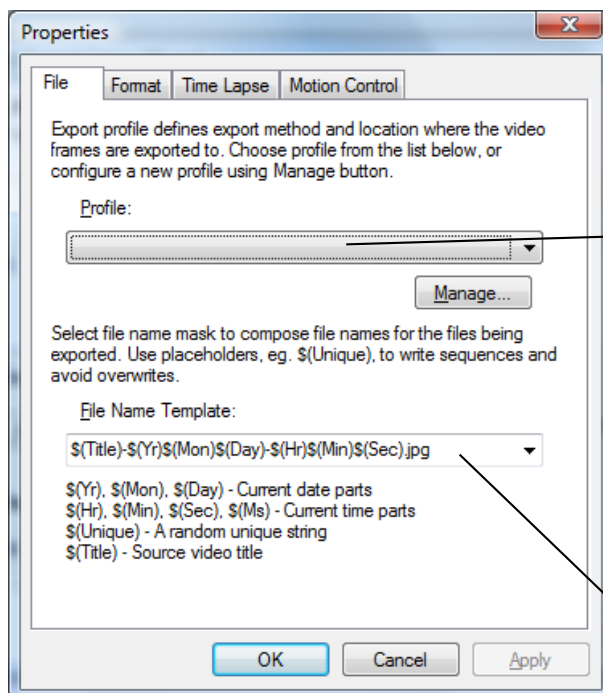 Properties
File Format Time Lapse Motion Control
Export profile defines export method and location where the video
frames are exported to. Choose profile from the list below, or
configure a new profile using Manage button.
Profile:
Manage...
Select file name mask to compose file names for the files being
exported. Use placeholders, eg. $(Unique), to write sequences and
avoid overwrites.
File Name Template:
$(Title)-$(Yr)$(Mon)$(Day)-$(Hr)$(Min)$(Sec).jpg
$(Yr), $(Mon), $(Day) - Current date parts
$(Hr), $(Min), $(Sec), $(Ms) - Current time parts
$(Unique) - A random unique string
$(Title) - Source video title
OK Cancel Apply